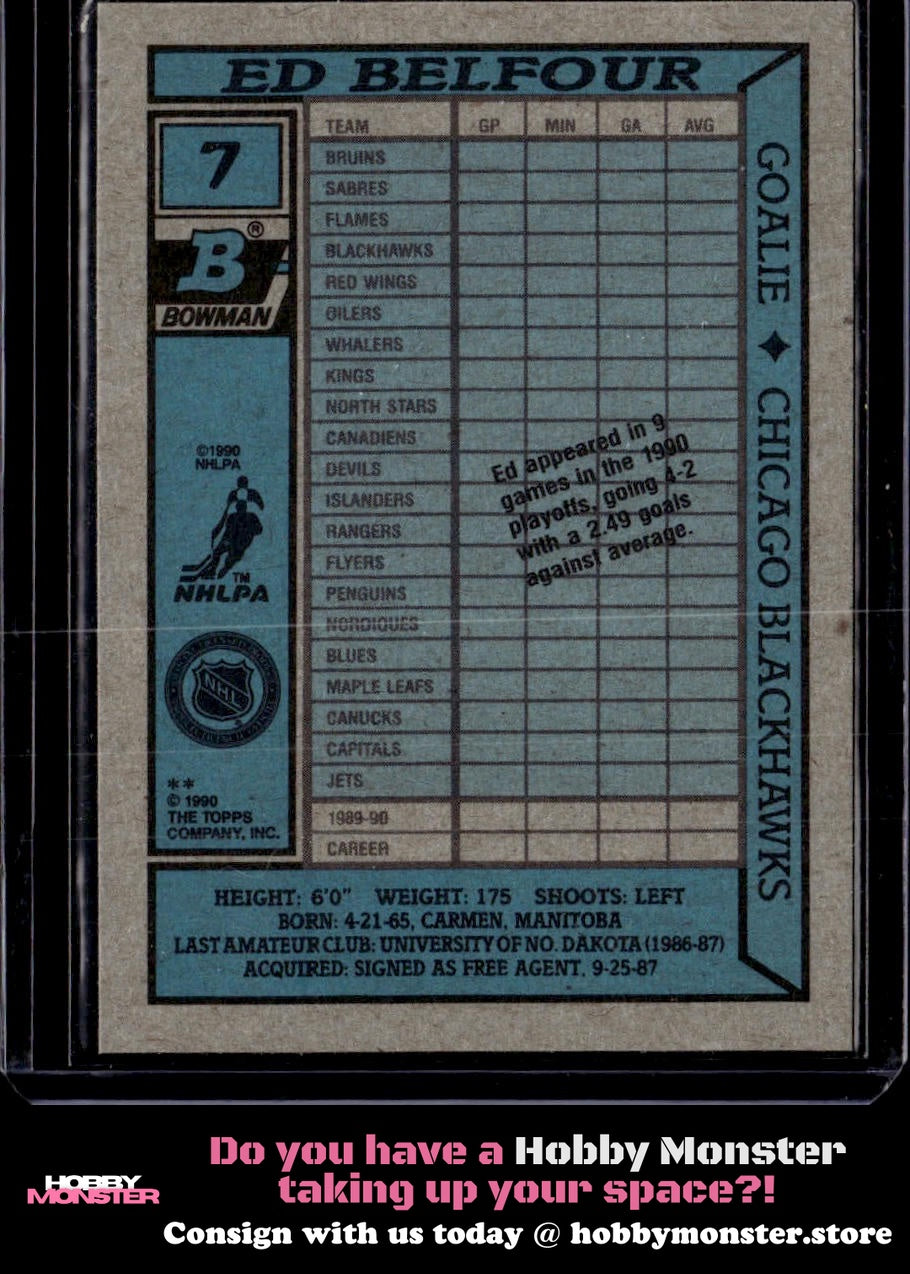 ED BELFOUR
7
B®
BOWMAN
©1990
NHLPA
TM
NHLPA
NHL
**
© 1990
THE TOPPS
COMPANY, INC.
TEAM GP MIN GA AVG
BRUINS
SABRES
FLAMES
BLACKHAWKS
RED WINGS
OILERS
WHALERS
KINGS
NORTH STARS
CANADIENS
DEVILS
ISLANDERS
RANGERS
FLYERS
PENGUINS
NORDIQUES
BLUES
MAPLE LEAFS
CANUCKS
CAPITALS
JETS
1989-90
CAREER
Ed appeared in 9
games in the 1990
playoffs, going 4-2
with a 2.49 goals
against average.
GOALIE ♦ CHICAGO BLACKHAWKS
HEIGHT: 6'0" WEIGHT: 175 SHOOTS: LEFT
BORN: 4-21-65, CARMEN, MANITOBA
LAST AMATEUR CLUB: UNIVERSITY OF NO. DAKOTA (1986-87)
ACQUIRED: SIGNED AS FREE AGENT, 9-25-87
HOBBY
MONSTER
Do you have a Hobby Monster
taking up your space?!
Consign with us today @ hobbymonster.store